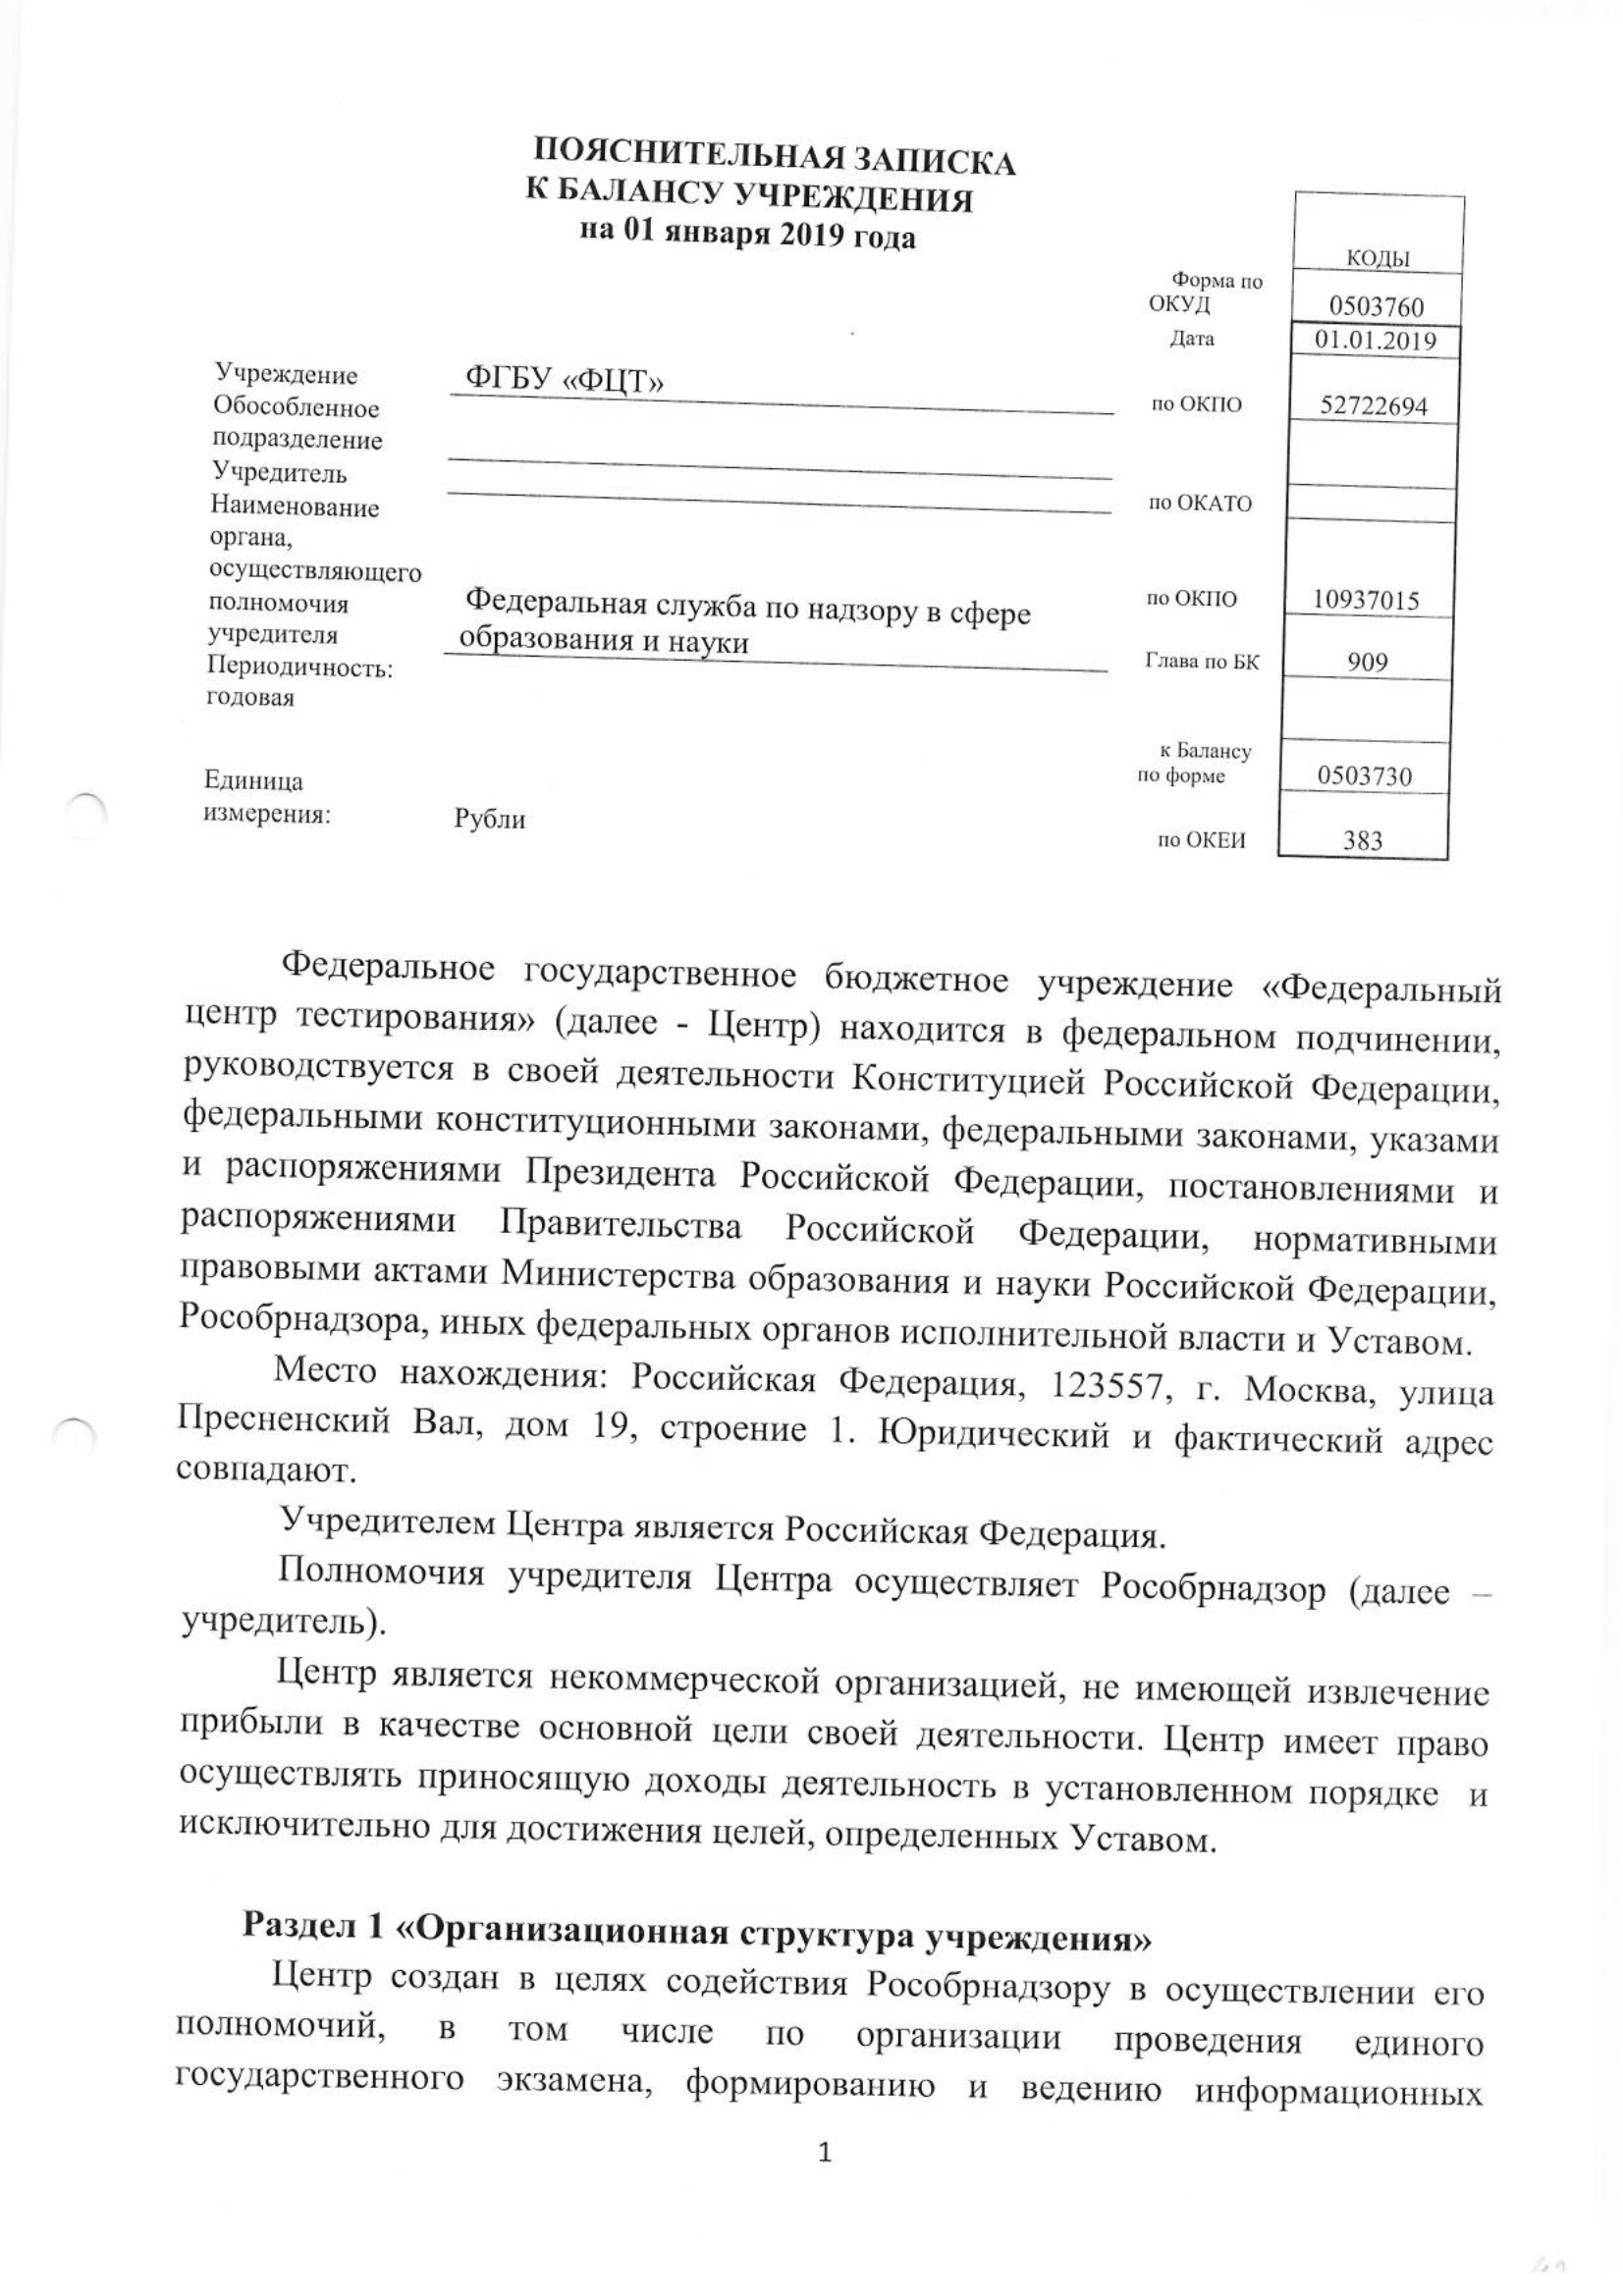 ПОЯСНИТЕЛЬНАЯ ЗАПИСКА
К БАЛАНСУ УЧРЕЖДЕНИЯ
на 01 января 2019 года
КОДЫ
Форма по
ОКУД 0503760
Дата 01.01.2019
Учреждение ФГБУ «ФЦТ» по ОКПО 52722694
Обособленное
подразделение
Учредитель по ОКАТО
Наименование
органа,
осуществляющего
полномочия Федеральная служба по надзору в сфере по ОКПО 10937015
учредителя образования и науки Глава по БК 909
Периодичность:
годовая
к Балансу
по форме 0503730
Единица
измерения: Рубли по ОКЕИ 383
Федеральное государственное бюджетное учреждение «Федеральный
центр тестирования» (далее - Центр) находится в федеральном подчинении,
руководствуется в своей деятельности Конституцией Российской Федерации,
федеральными конституционными законами, федеральными законами, указами
и распоряжениями Президента Российской Федерации, постановлениями и
распоряжениями Правительства Российской Федерации, нормативными
правовыми актами Министерства образования и науки Российской Федерации,
Рособрнадзора, иных федеральных органов исполнительной власти и Уставом.
Место нахождения: Российская Федерация, 123557, г. Москва, улица
Пресненский Вал, дом 19, строение 1. Юридический и фактический адрес
совпадают.
Учредителем Центра является Российская Федерация.
Полномочия учредителя Центра осуществляет Рособрнадзор (далее –
учредитель).
Центр является некоммерческой организацией, не имеющей извлечение
прибыли в качестве основной цели своей деятельности. Центр имеет право
осуществлять приносящую доходы деятельность в установленном порядке и
исключительно для достижения целей, определенных Уставом.
Раздел 1 «Организационная структура учреждения»
Центр создан в целях содействия Рособрнадзору в осуществлении его
полномочий, в том числе по организации проведения единого
государственного экзамена, формированию и ведению информационных
1